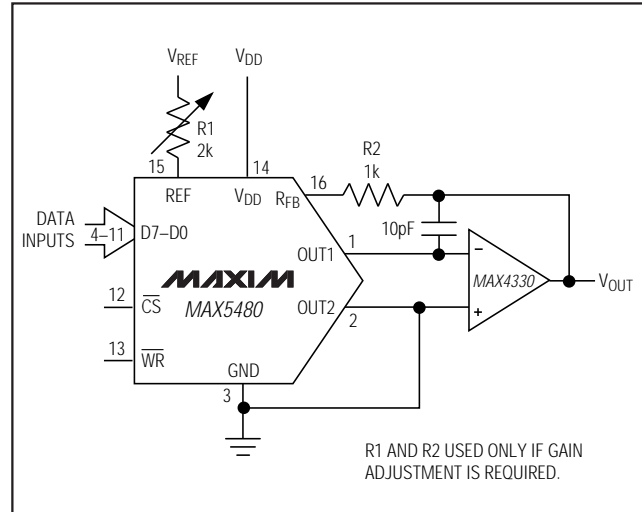 VREF
VDD
R1
2k
15
14
16
R2
1k
REF
VDD
RFB
10pF
DATA
INPUTS
4–11
D7–D0
OUT1
1
−
MAXIM
MAX5480
MAX4330
VOUT
12
CS
OUT2
2
+
13
WR
GND
3
R1 AND R2 USED ONLY IF GAIN
ADJUSTMENT IS REQUIRED.